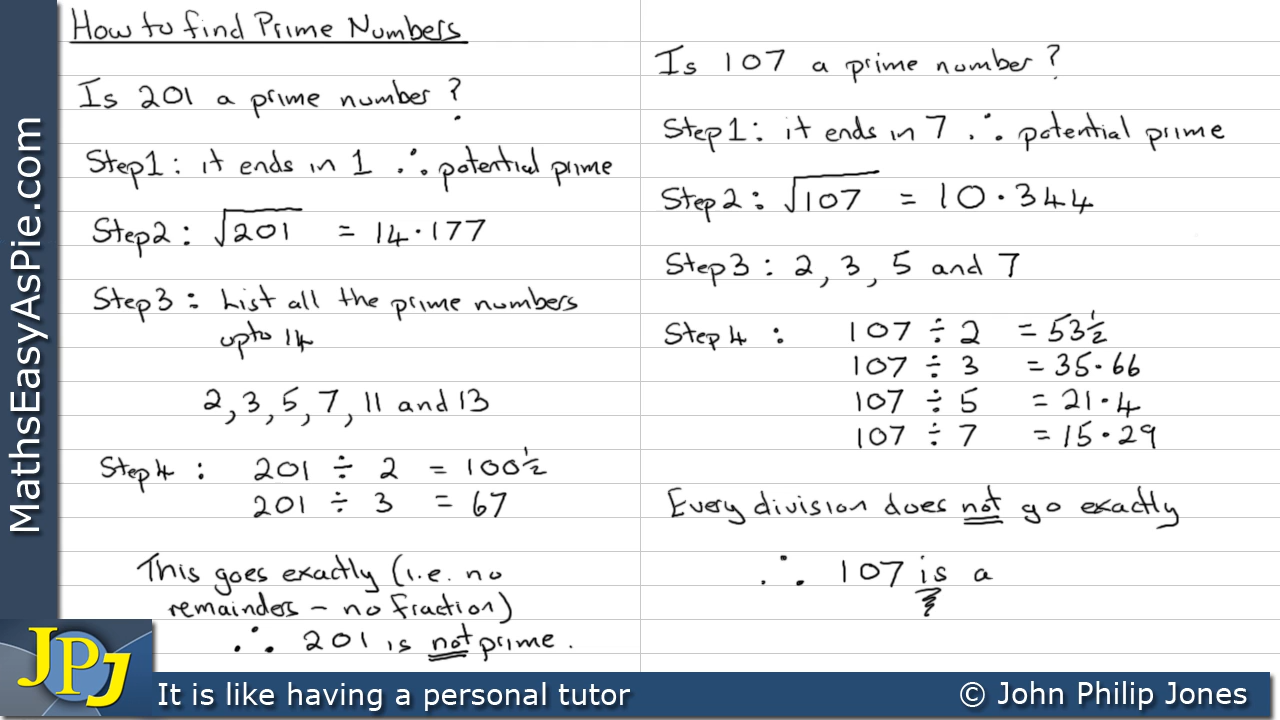 How to find Prime Numbers
Is 201 a prime number?
Step1: it ends in 1 ∴ potential prime
Step2: √201 = 14.177
Step3: List all the prime numbers
upto 14
2, 3, 5, 7, 11 and 13
Step4: 201 ÷ 2 = 100½
201 ÷ 3 = 67
This goes exactly (i.e. no
remainders - no fraction)
∴ 201 is not prime.
Is 107 a prime number?
Step1: it ends in 7 ∴ potential prime
Step2: √107 = 10.344
Step3: 2, 3, 5 and 7
Step4: 107 ÷ 2 = 53½
107 ÷ 3 = 35.66
107 ÷ 5 = 21.4
107 ÷ 7 = 15.29
Every division does not go exactly
∴ 107 is a
MathsEasyAsPie.com
JPJ
It is like having a personal tutor
© John Philip Jones